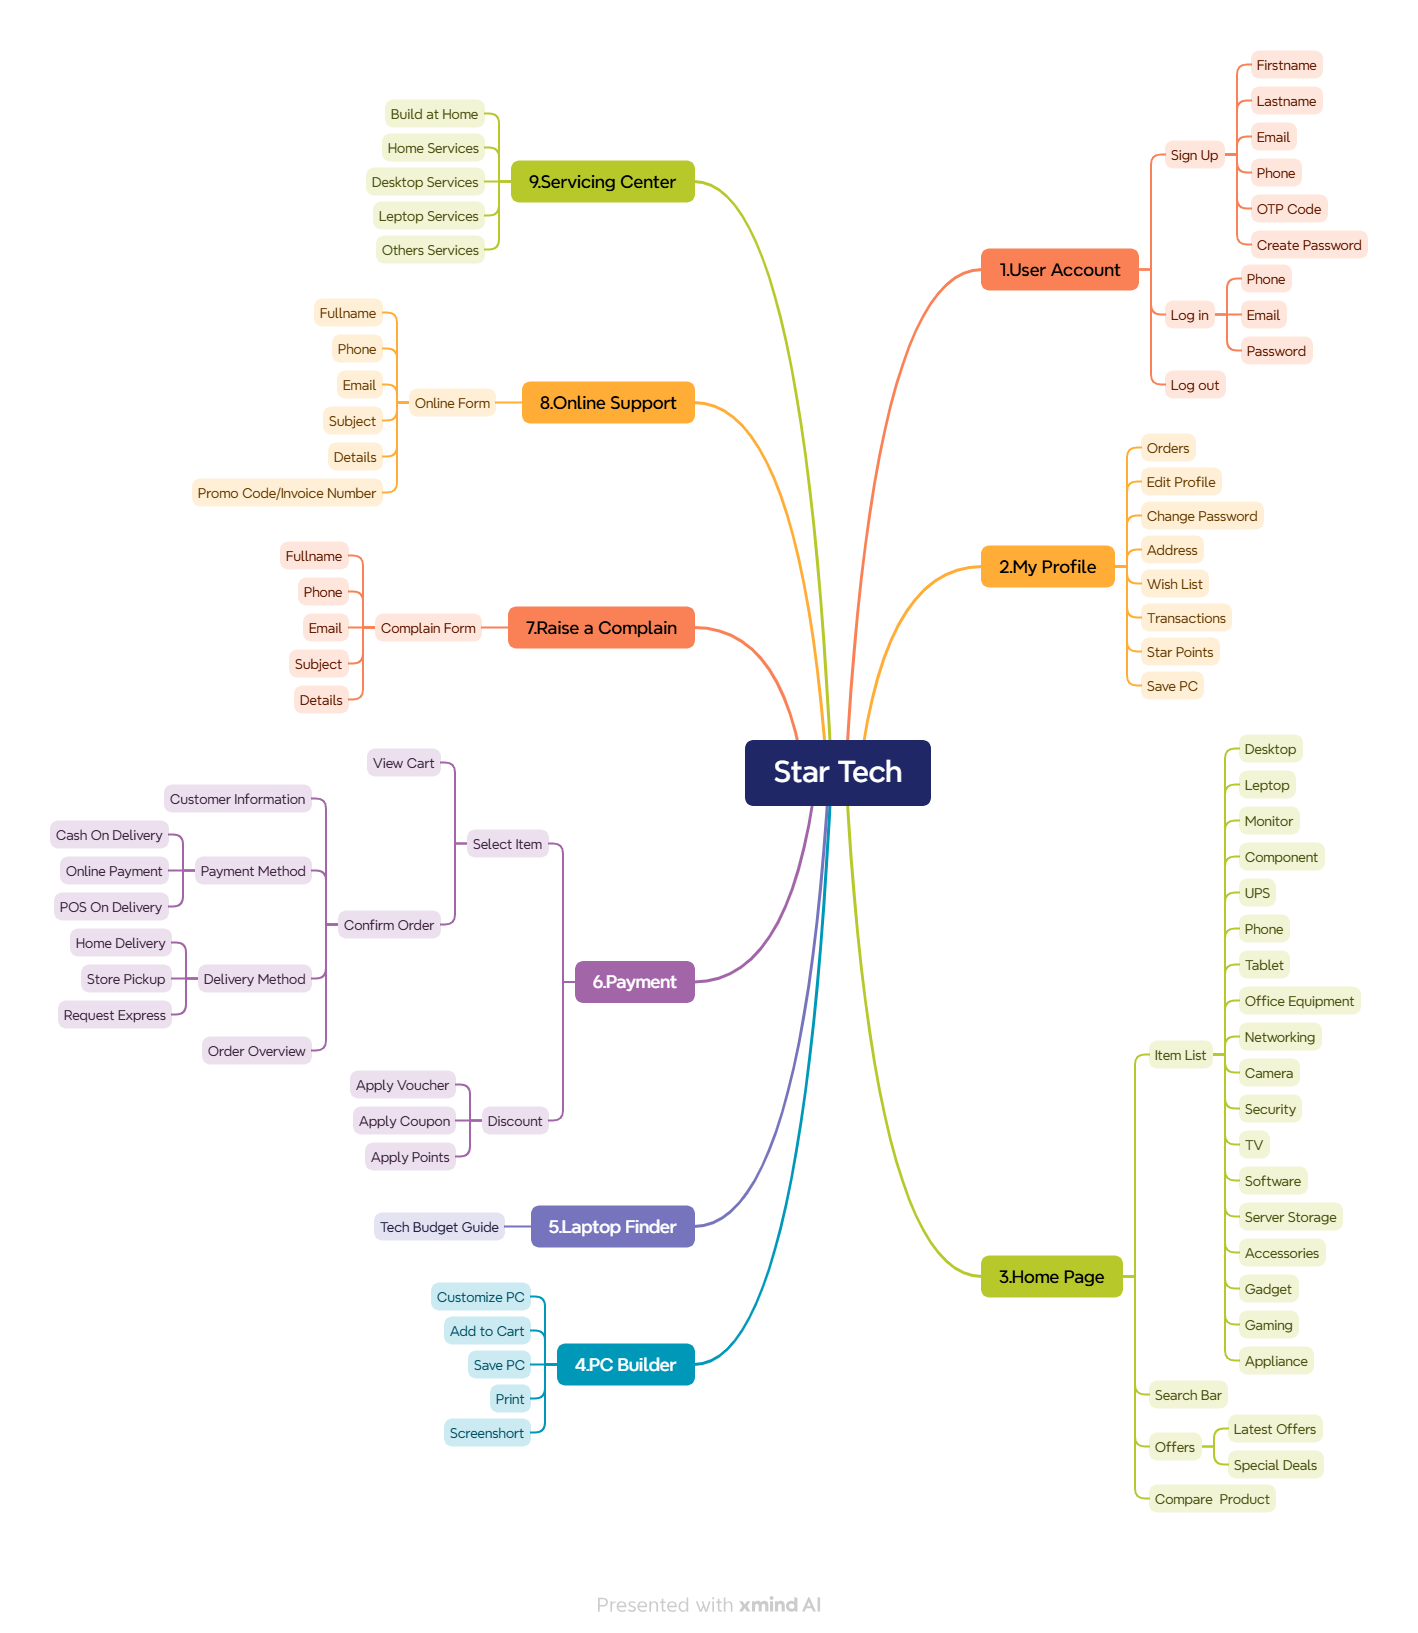 Star Tech
1.User Account
Sign Up
Firstname
Lastname
Email
Phone
OTP Code
Create Password
Log in
Phone
Email
Password
Log out
2.My Profile
Orders
Edit Profile
Change Password
Address
Wish List
Transactions
Star Points
Save PC
3.Home Page
Item List
Desktop
Leptop
Monitor
Component
UPS
Phone
Tablet
Office Equipment
Networking
Camera
Security
TV
Software
Server Storage
Accessories
Gadget
Gaming
Appliance
Search Bar
Offers
Latest Offers
Special Deals
Compare  Product
4.PC Builder
Customize PC
Add to Cart
Save PC
Print
Screenshort
5.Laptop Finder
Tech Budget Guide
6.Payment
Select Item
View Cart
Confirm Order
Customer Information
Payment Method
Cash On Delivery
Online Payment
POS On Delivery
Delivery Method
Home Delivery
Store Pickup
Request Express
Order Overview
Discount
Apply Voucher
Apply Coupon
Apply Points
7.Raise a Complain
Complain Form
Fullname
Phone
Email
Subject
Details
8.Online Support
Online Form
Fullname
Phone
Email
Subject
Details
Promo Code/Invoice Number
9.Servicing Center
Build at Home
Home Services
Desktop Services
Leptop Services
Others Services
Presented with xmind AI